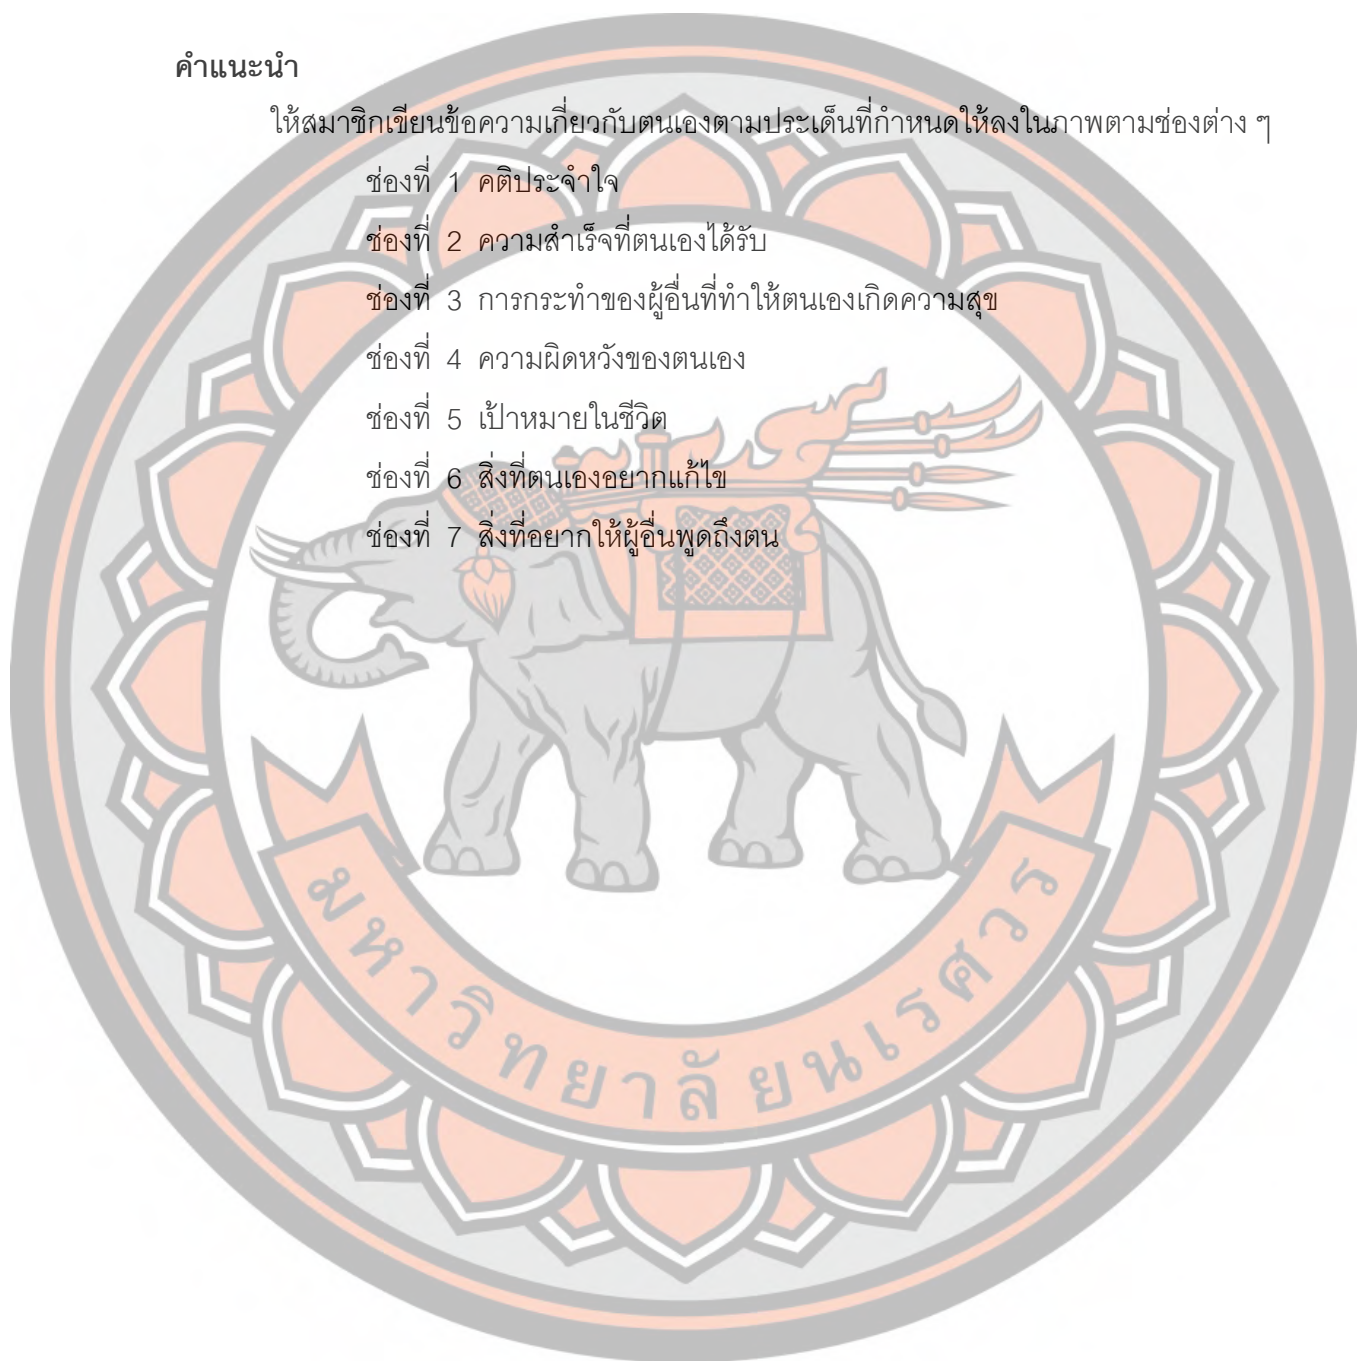 คำแนะนำ
ให้สมาชิกเขียนข้อความเกี่ยวกับตนเองตามประเด็นที่กำหนดให้ลงในภาพตามช่องต่าง ๆ
ช่องที่ 1 คติประจำใจ
ช่องที่ 2 ความสำเร็จที่ตนเองได้รับ
ช่องที่ 3 การกระทำของผู้อื่นที่ทำให้ตนเองเกิดความสุข
ช่องที่ 4 ความผิดหวังของตนเอง
ช่องที่ 5 เป้าหมายในชีวิต
ช่องที่ 6 สิ่งที่ตนเองอยากแก้ไข
ช่องที่ 7 สิ่งที่อยากให้ผู้อื่นพูดถึงตน
มหาวิทยาลัยนเรศวร